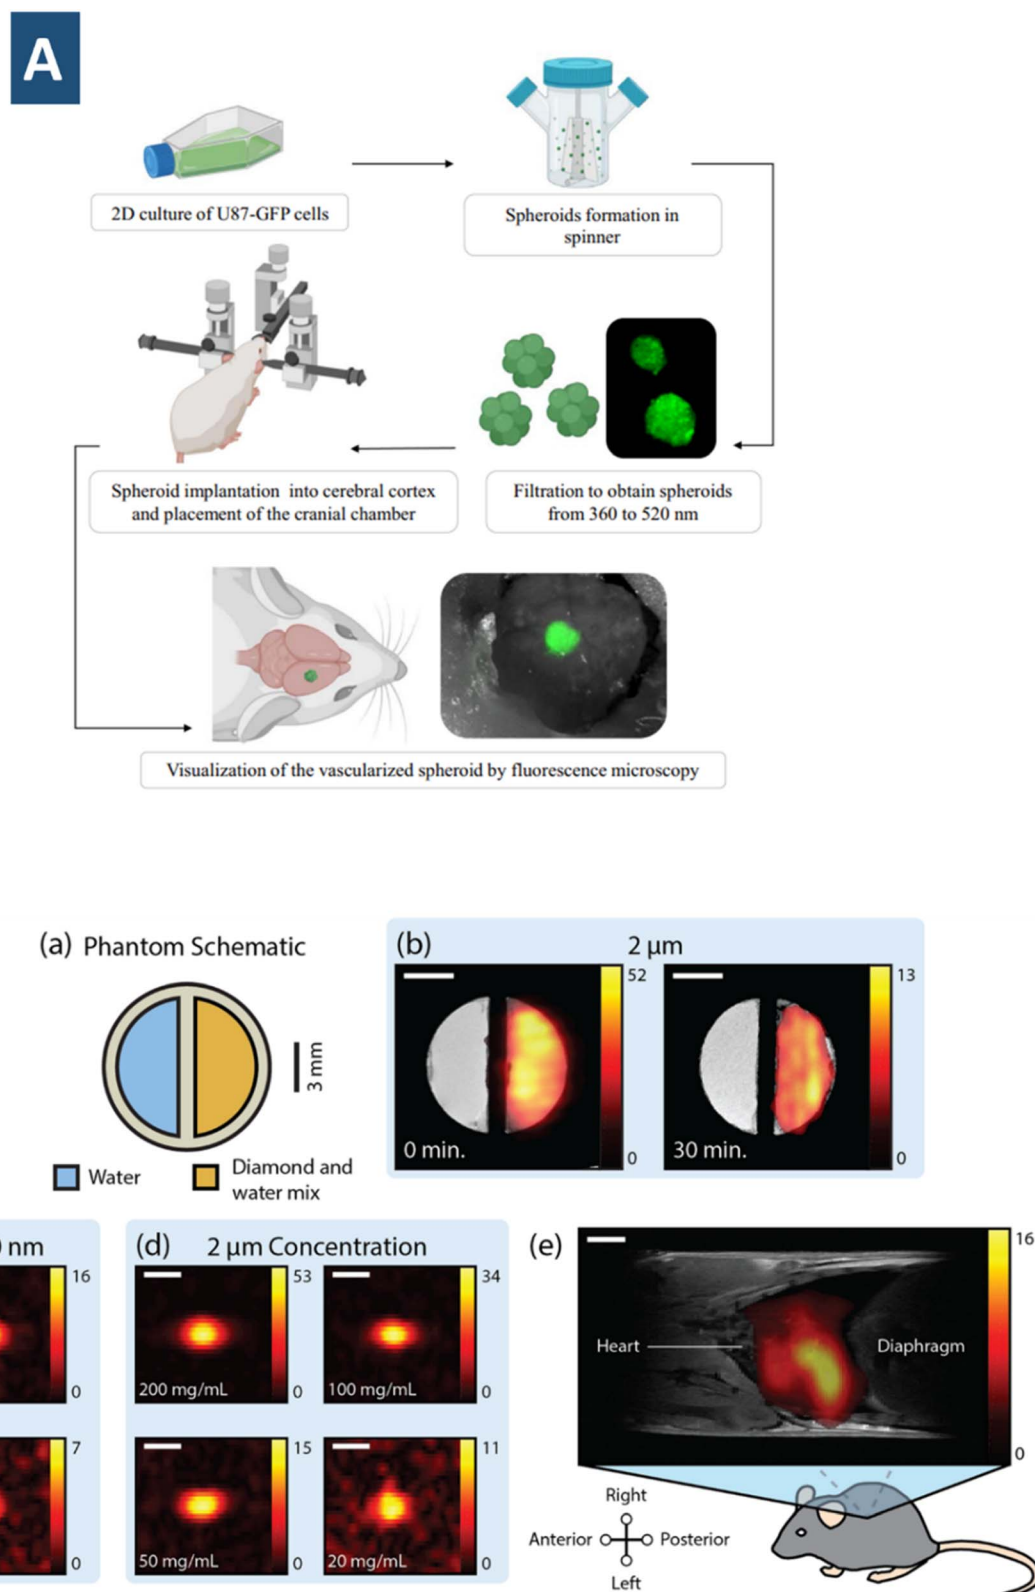 A
2D culture of U87-GFP cells
Spheroids formation in
spinner
Spheroid implantation into cerebral cortex
and placement of the cranial chamber
Filtration to obtain spheroids
from 360 to 520 nm
Visualization of the vascularized spheroid by fluorescence microscopy
(a) Phantom Schematic
3 mm
Water
Diamond and
water mix
(b) 2 μm
52
0 min.
0
13
30 min.
0
nm
16
0
7
0
(d) 2 μm Concentration
53
200 mg/mL
0
34
100 mg/mL
0
15
50 mg/mL
0
11
20 mg/mL
0
(e)
16
Heart
Diaphragm
0
Right
Anterior
Posterior
Left